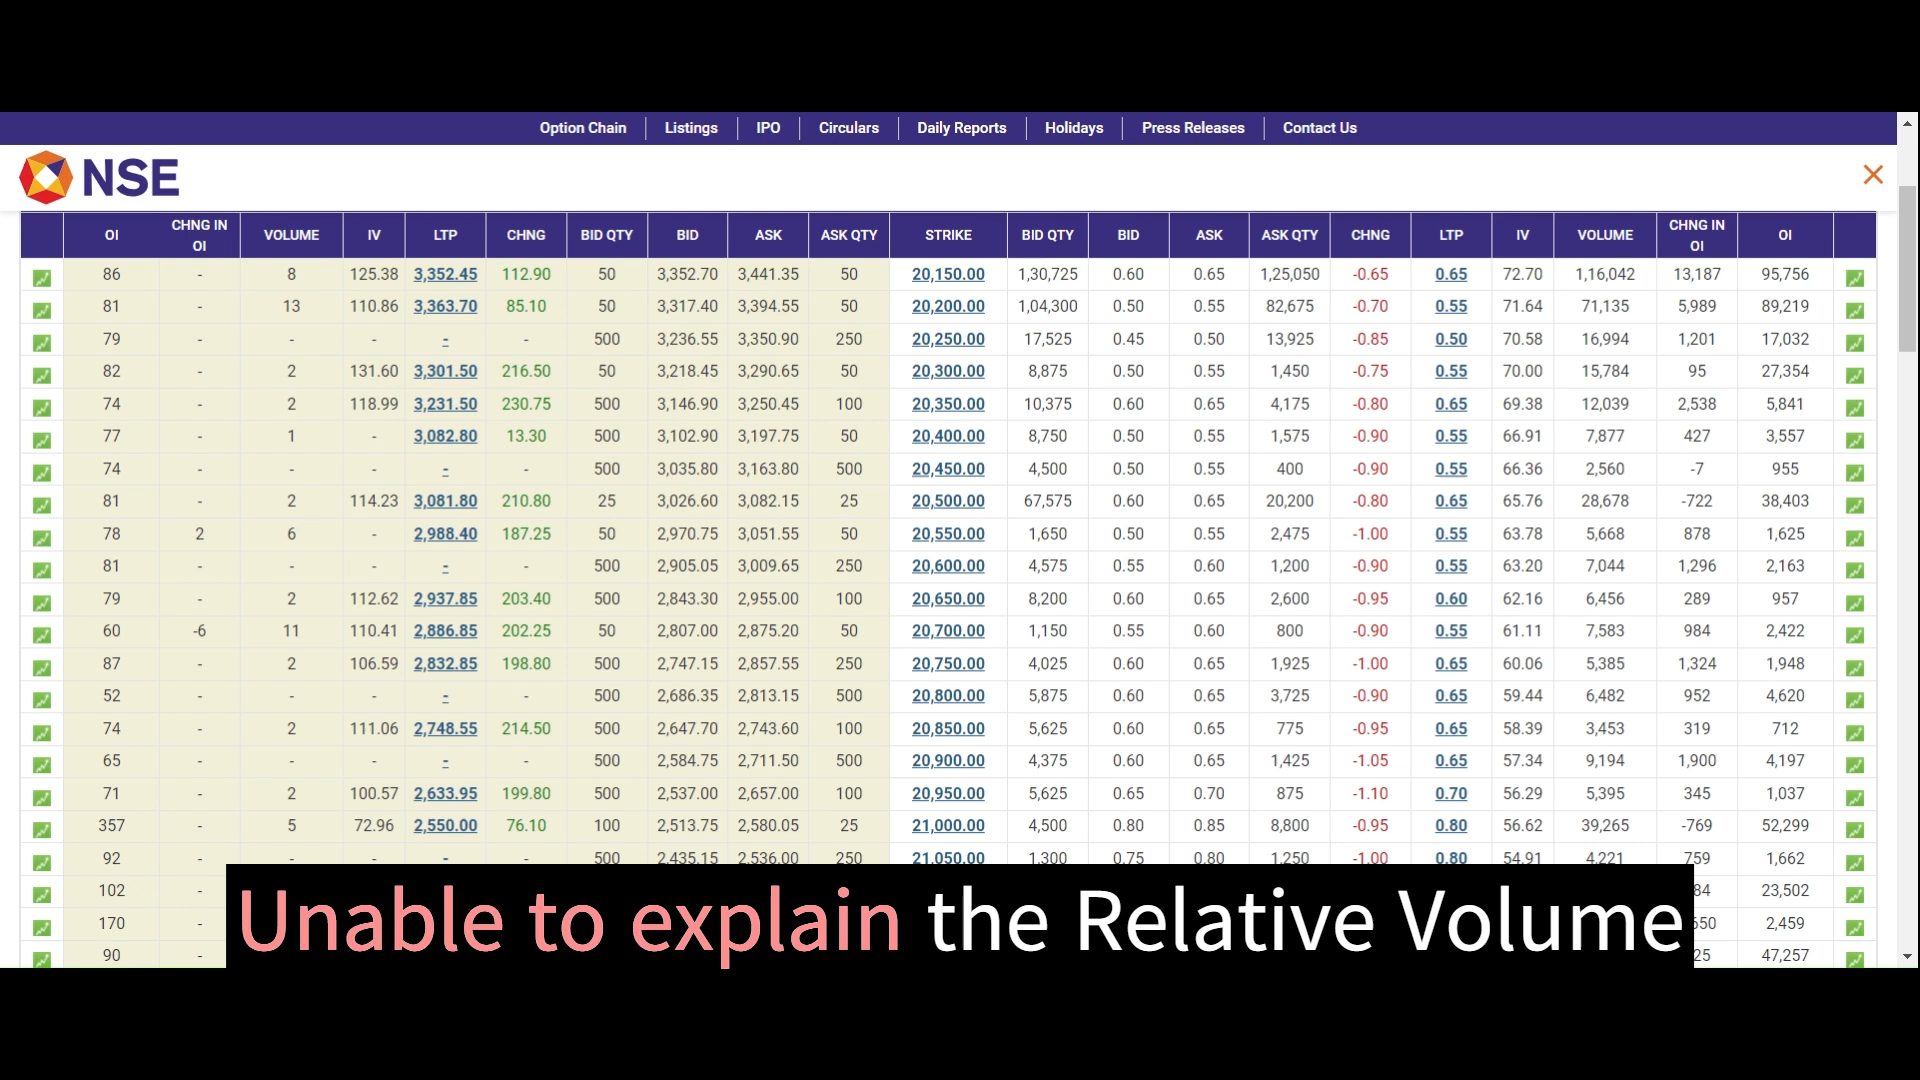 Option Chain Listings IPO Circulars Daily Reports Holidays Press Releases Contact Us
NSE
OI CHNG IN OI VOLUME IV LTP CHNG BID QTY BID ASK ASK QTY STRIKE BID QTY BID ASK ASK QTY CHNG LTP IV VOLUME CHNG IN OI OI
86 - 8 125.38 3,352.45 112.90 50 3,352.70 3,441.35 50 20,150.00 1,30,725 0.60 0.65 1,25,050 -0.65 0.65 72.70 1,16,042 13,187 95,756
81 - 13 110.86 3,363.70 85.10 50 3,317.40 3,394.55 50 20,200.00 1,04,300 0.50 0.55 82,675 -0.70 0.55 71.64 71,135 5,989 89,219
79 - - - - - 500 3,236.55 3,350.90 250 20,250.00 17,525 0.45 0.50 13,925 -0.85 0.50 70.58 16,994 1,201 17,032
82 - 2 131.60 3,301.50 216.50 50 3,218.45 3,290.65 50 20,300.00 8,875 0.50 0.55 1,450 -0.75 0.55 70.00 15,784 95 27,354
74 - 2 118.99 3,231.50 230.75 500 3,146.90 3,250.45 100 20,350.00 10,375 0.60 0.65 4,175 -0.80 0.65 69.38 12,039 2,538 5,841
77 - 1 - 3,082.80 13.30 500 3,102.90 3,197.75 50 20,400.00 8,750 0.50 0.55 1,575 -0.90 0.55 66.91 7,877 427 3,557
74 - - - - - 500 3,035.80 3,163.80 500 20,450.00 4,500 0.50 0.55 400 -0.90 0.55 66.36 2,560 -7 955
81 - 2 114.23 3,081.80 210.80 25 3,026.60 3,082.15 25 20,500.00 67,575 0.60 0.65 20,200 -0.80 0.65 65.76 28,678 -722 38,403
78 2 6 - 2,988.40 187.25 50 2,970.75 3,051.55 50 20,550.00 1,650 0.50 0.55 2,475 -1.00 0.55 63.78 5,668 878 1,625
81 - - - - - 500 2,905.05 3,009.65 250 20,600.00 4,575 0.55 0.60 1,200 -0.90 0.55 63.20 7,044 1,296 2,163
79 - 2 112.62 2,937.85 203.40 500 2,843.30 2,955.00 100 20,650.00 8,200 0.60 0.65 2,600 -0.95 0.60 62.16 6,456 289 957
60 -6 11 110.41 2,886.85 202.25 50 2,807.00 2,875.20 50 20,700.00 1,150 0.55 0.60 800 -0.90 0.55 61.11 7,583 984 2,422
87 - 2 106.59 2,832.85 198.80 500 2,747.15 2,857.55 250 20,750.00 4,025 0.60 0.65 1,925 -1.00 0.65 60.06 5,385 1,324 1,948
52 - - - - - 500 2,686.35 2,813.15 500 20,800.00 5,875 0.60 0.65 3,725 -0.90 0.65 59.44 6,482 952 4,620
74 - 2 111.06 2,748.55 214.50 500 2,647.70 2,743.60 100 20,850.00 5,625 0.60 0.65 775 -0.95 0.65 58.39 3,453 319 712
65 - - - - - 500 2,584.75 2,711.50 500 20,900.00 4,375 0.60 0.65 1,425 -1.05 0.65 57.34 9,194 1,900 4,197
71 - 2 100.57 2,633.95 199.80 500 2,537.00 2,657.00 100 20,950.00 5,625 0.65 0.70 875 -1.10 0.70 56.29 5,395 345 1,037
357 - 5 72.96 2,550.00 76.10 100 2,513.75 2,580.05 25 21,000.00 4,500 0.80 0.85 8,800 -0.95 0.80 56.62 39,265 -769 52,299
92 - - - - - 500 2,435.15 2,536.00 250 21,050.00 1,300 0.75 0.80 1,250 -1.00 0.80 54.91 4,221 759 1,662
102 - 23,502
170 - 2,459
90 - 47,257
Unable to explain the Relative Volume